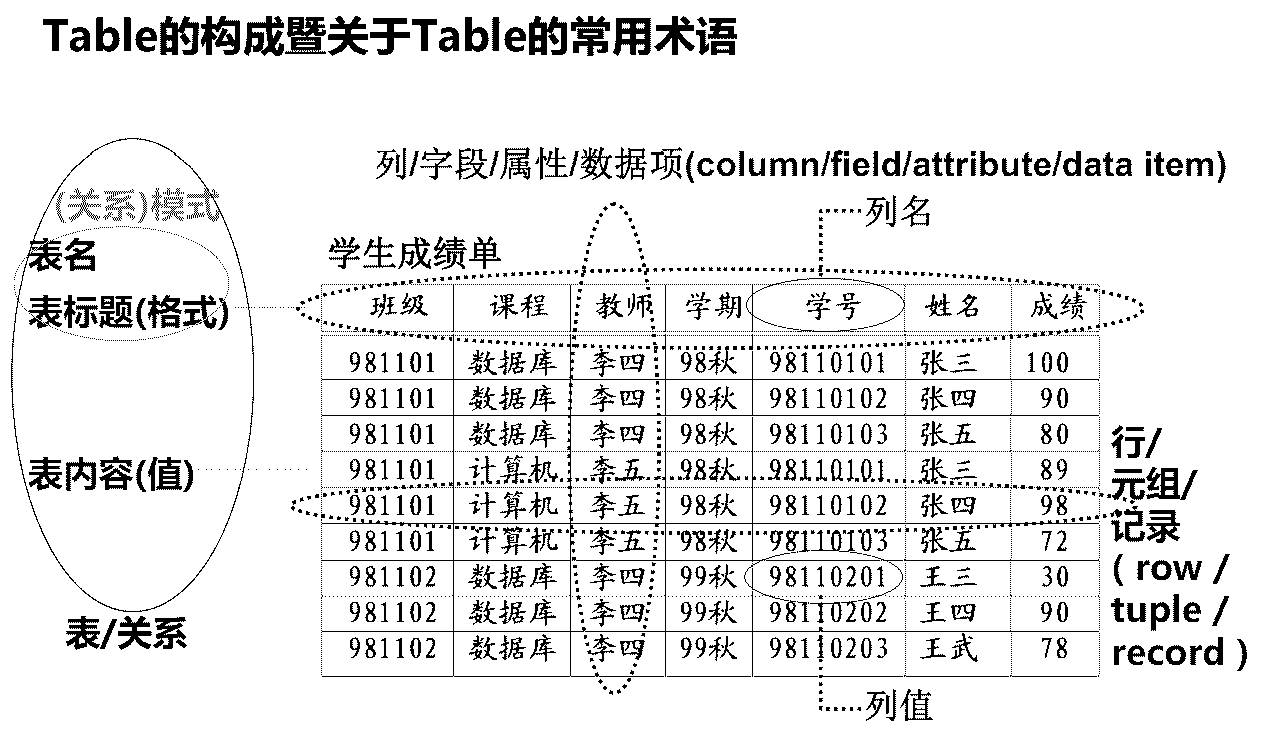 Table的构成暨关于Table的常用术语
列/字段/属性/数据项(column/field/attribute/data item)
(关系)模式
列名
表名
学生成绩单
表标题(格式)
班级 课程 教师 学期 学号 姓名 成绩
981101 数据库 李四 98秋 98110101 张三 100
981101 数据库 李四 98秋 98110102 张四 90
981101 数据库 李四 98秋 98110103 张五 80
981101 计算机 李五 98秋 98110101 张三 89
981101 计算机 李五 98秋 98110102 张四 98
981101 计算机 李五 98秋 98110103 张五 72
981102 数据库 李四 99秋 98110201 王三 30
981102 数据库 李四 99秋 98110202 王四 90
981102 数据库 李四 99秋 98110203 王武 78
表内容(值)
表/关系
行/
元组/
记录
( row /
tuple /
record )
列值